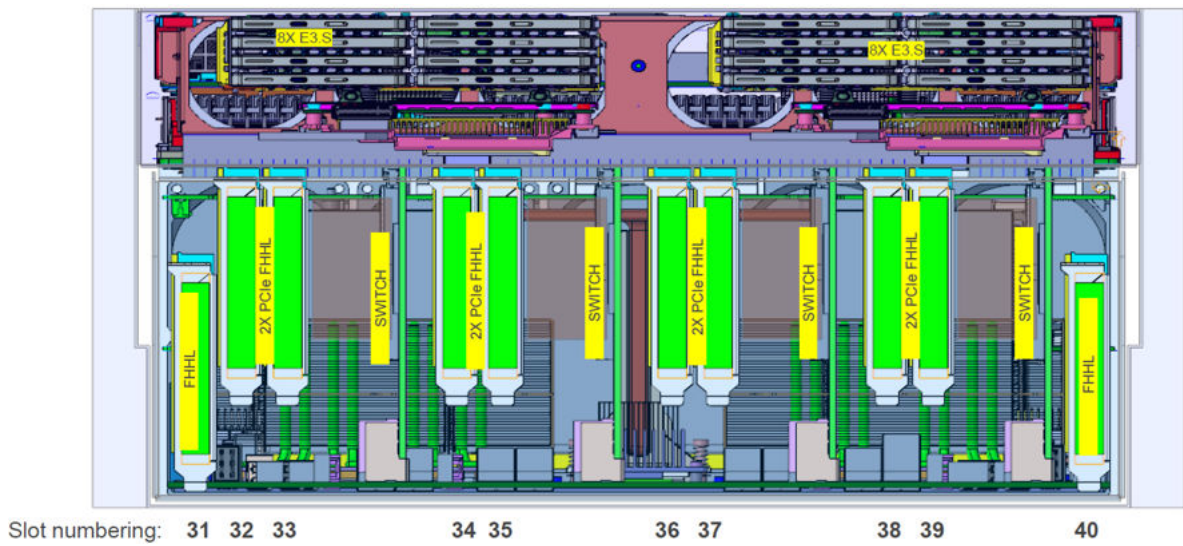 8X E3.S
8X E3.S
FHHL
2X PCIe FHHL
SWITCH
2X PCIe FHHL
SWITCH
2X PCIe FHHL
SWITCH
2X PCIe FHHL
SWITCH
FHHL
Slot numbering: 31 32 33 34 35 36 37 38 39 40